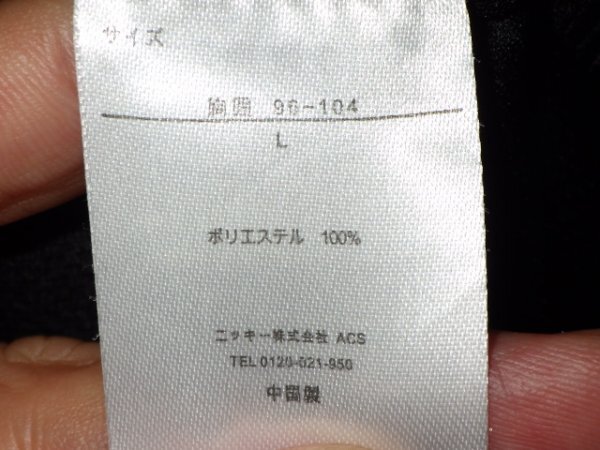 サイズ
胸囲 96-104
L
ポリエステル 100%
ニッキー株式会社 ACS
TEL 0120-021-950
中国製